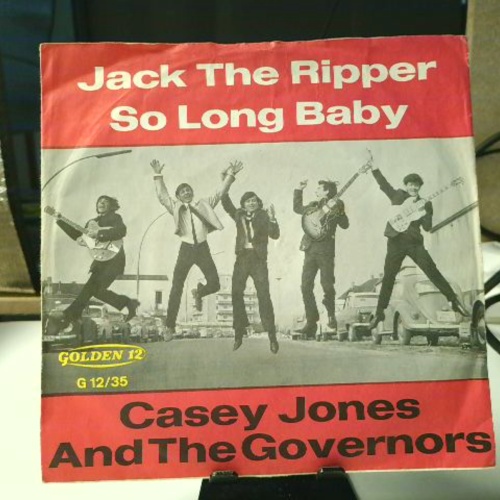 Jack The Ripper
So Long Baby
GOLDEN 12
G 12/35
Casey Jones
And The Governors